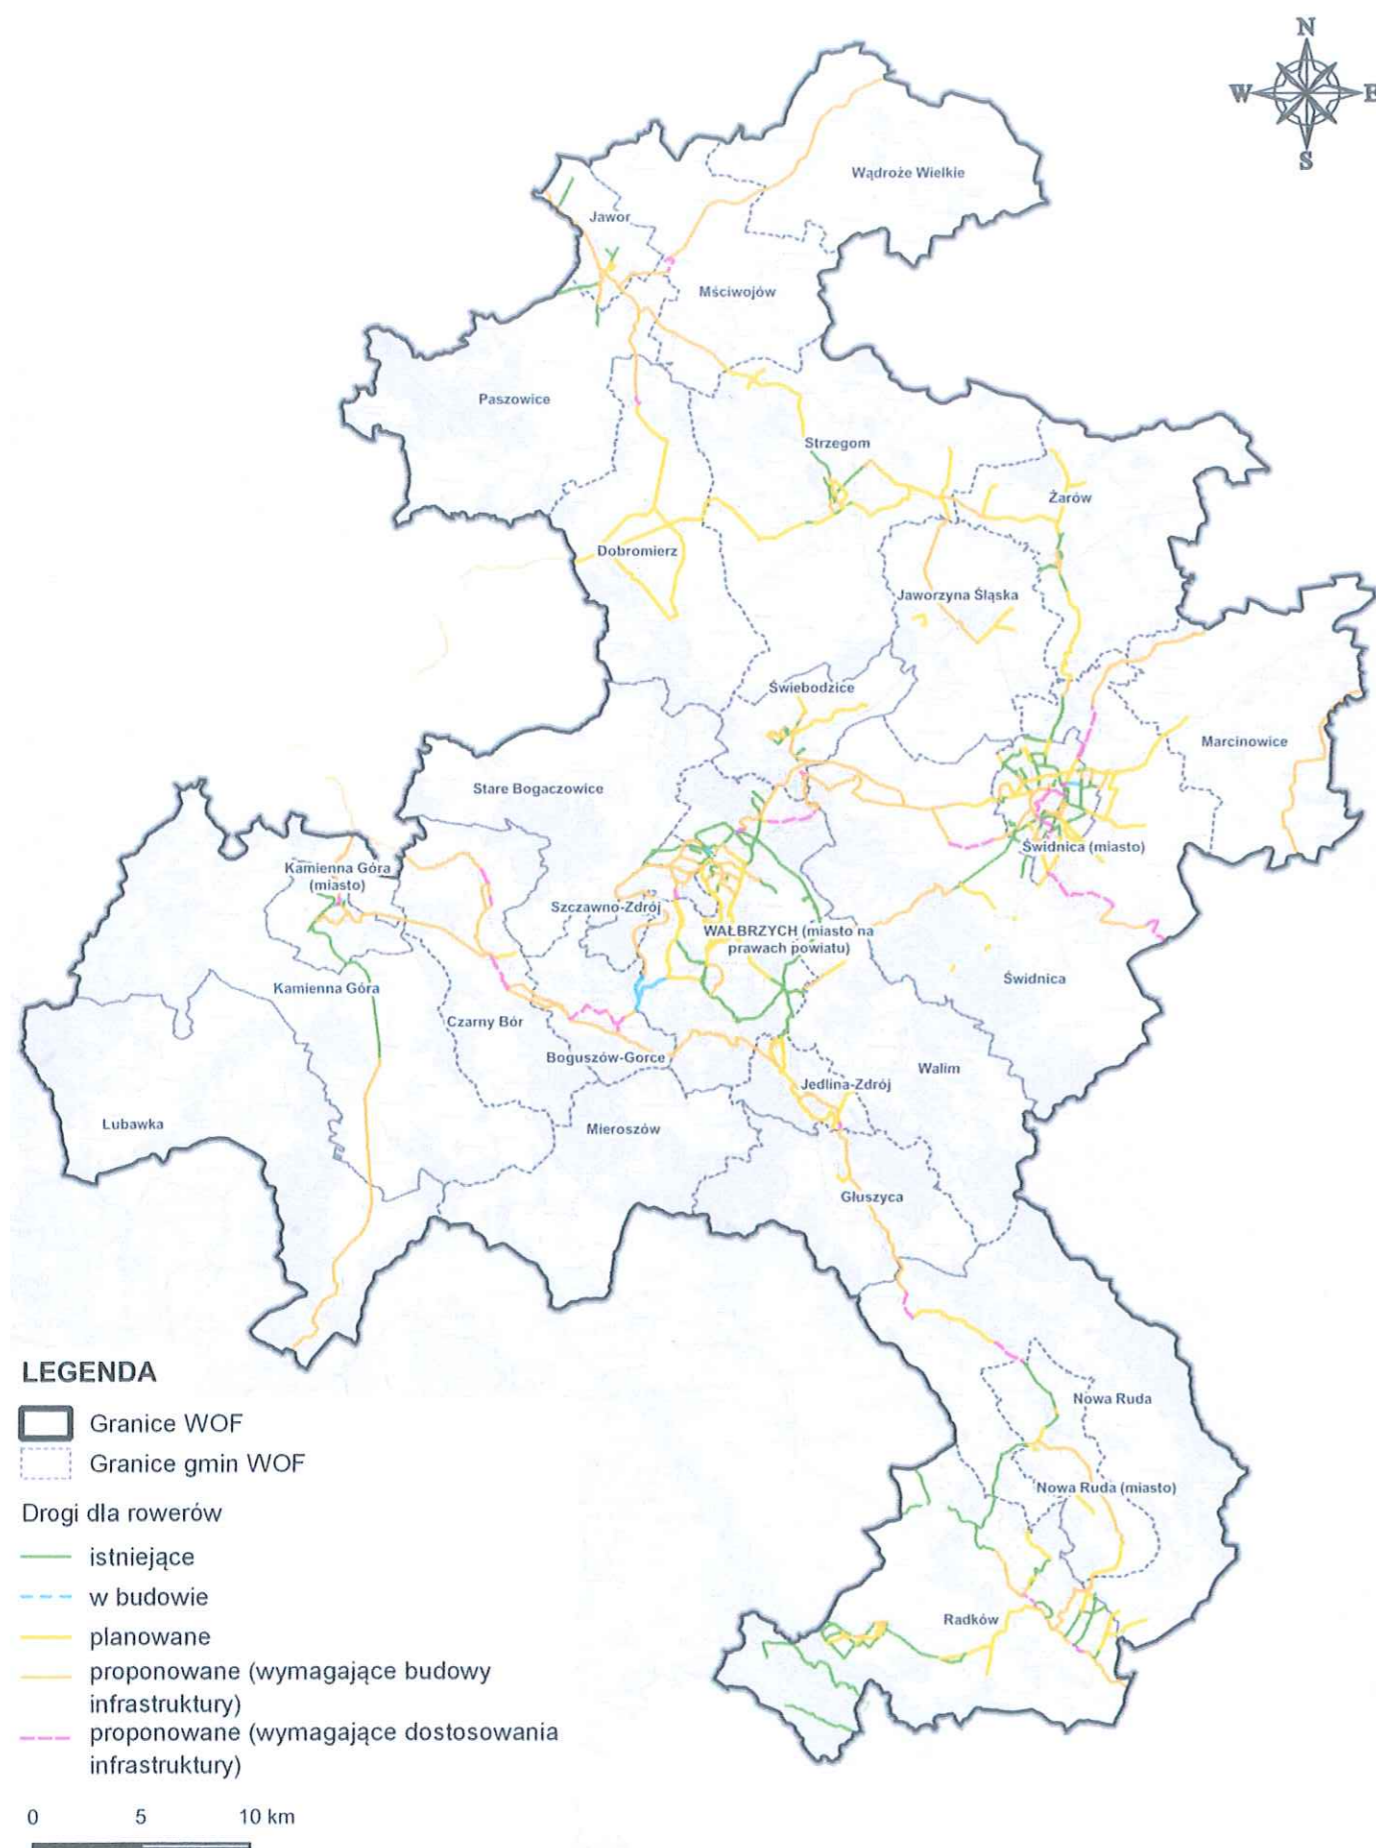 N
W E
S
Wądroże Wielkie
Jawor
Mściwojów
Paszowice
Strzegom
Żarów
Dobromierz
Jaworzyna Śląska
Świebodzice
Marcinowice
Stare Bogaczowice
Świdnica (miasto)
Kamienna Góra
(miasto)
Szczawno-Zdrój
WAŁBRZYCH (miasto na
prawach powiatu)
Świdnica
Kamienna Góra
Czarny Bór
Boguszów-Gorce
Walim
Jedlina-Zdrój
Lubawka
Mieroszów
Głuszyca
Nowa Ruda
Nowa Ruda (miasto)
Radków
LEGENDA
Granice WOF
Granice gmin WOF
Drogi dla rowerów
istniejące
w budowie
planowane
proponowane (wymagające budowy
infrastruktury)
proponowane (wymagające dostosowania
infrastruktury)
0 5 10 km